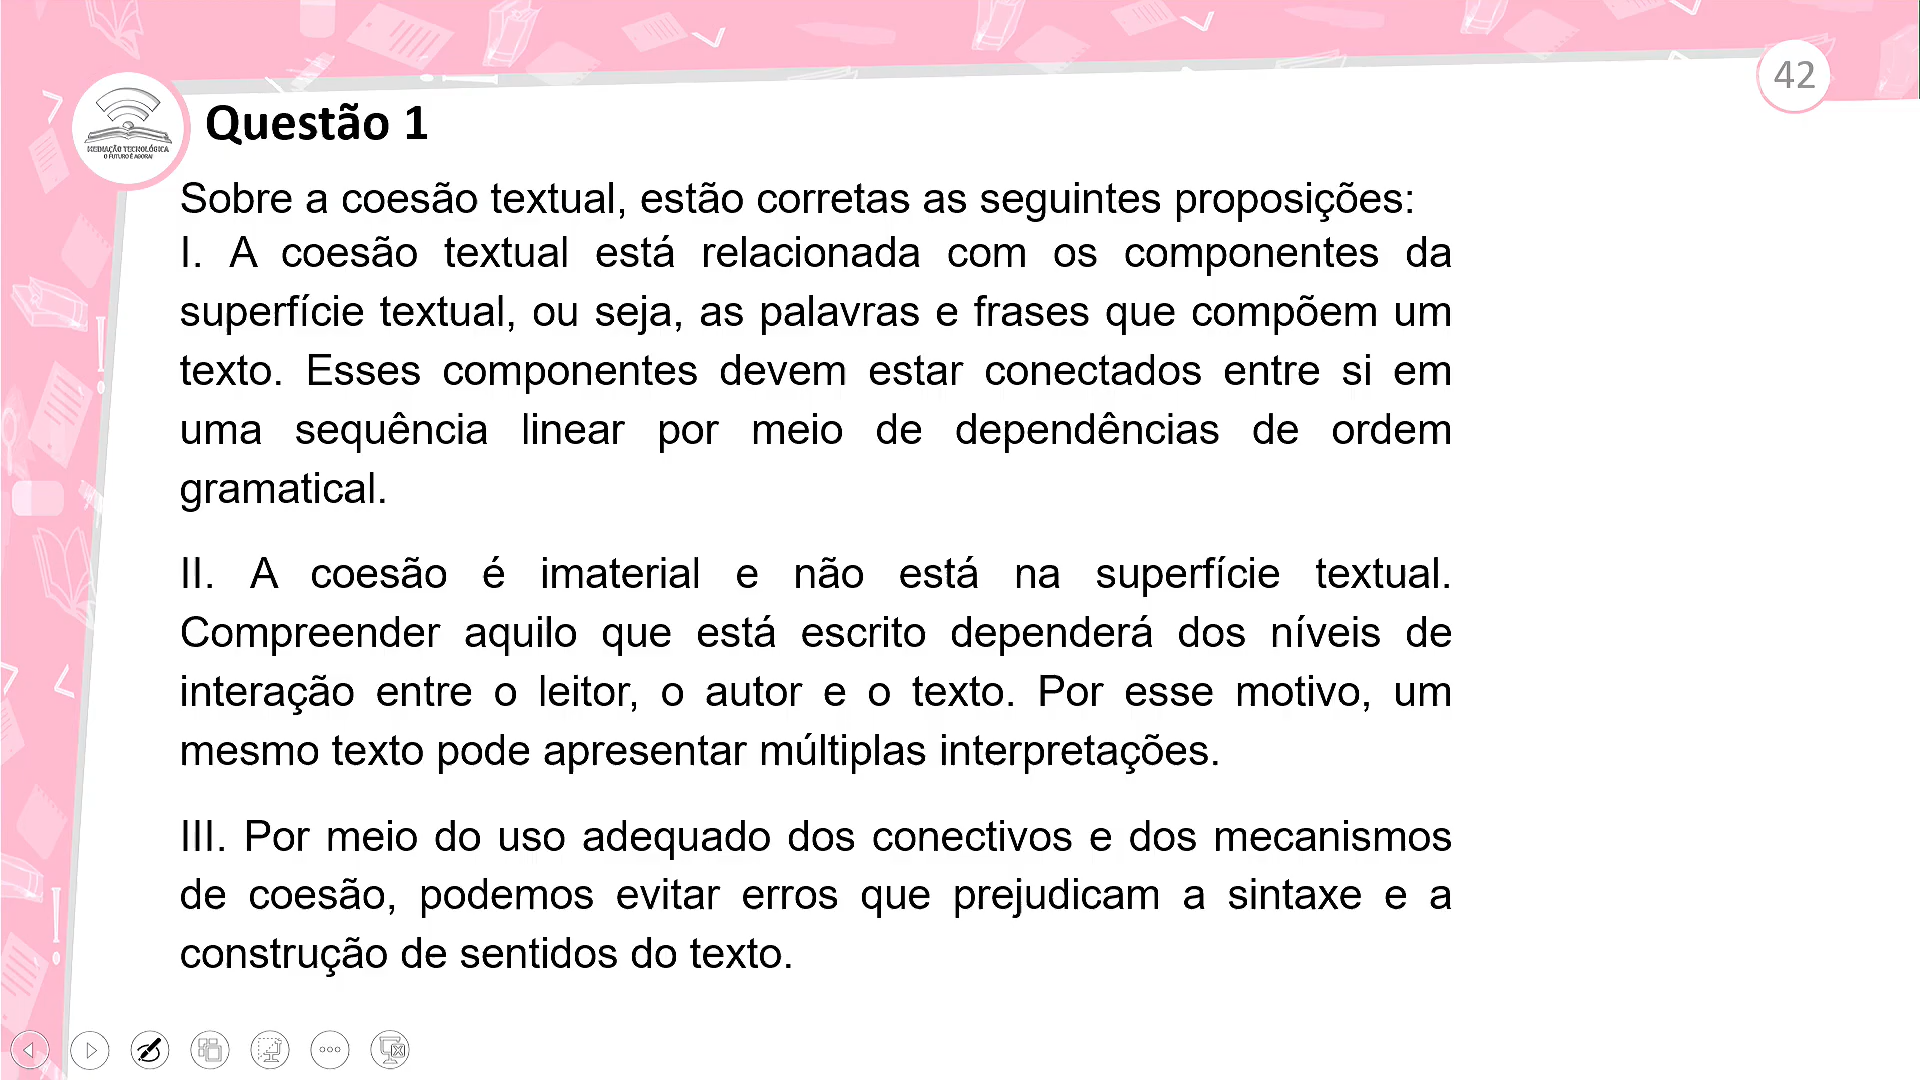 42
Questão 1
MEDIAÇÃO TECNOLÓGICA
O FUTURO É AGORA!
Sobre a coesão textual, estão corretas as seguintes proposições:
I. A coesão textual está relacionada com os componentes da
superfície textual, ou seja, as palavras e frases que compõem um
texto. Esses componentes devem estar conectados entre si em
uma sequência linear por meio de dependências de ordem
gramatical.
II. A coesão é imaterial e não está na superfície textual.
Compreender aquilo que está escrito dependerá dos níveis de
interação entre o leitor, o autor e o texto. Por esse motivo, um
mesmo texto pode apresentar múltiplas interpretações.
III. Por meio do uso adequado dos conectivos e dos mecanismos
de coesão, podemos evitar erros que prejudicam a sintaxe e a
construção de sentidos do texto.